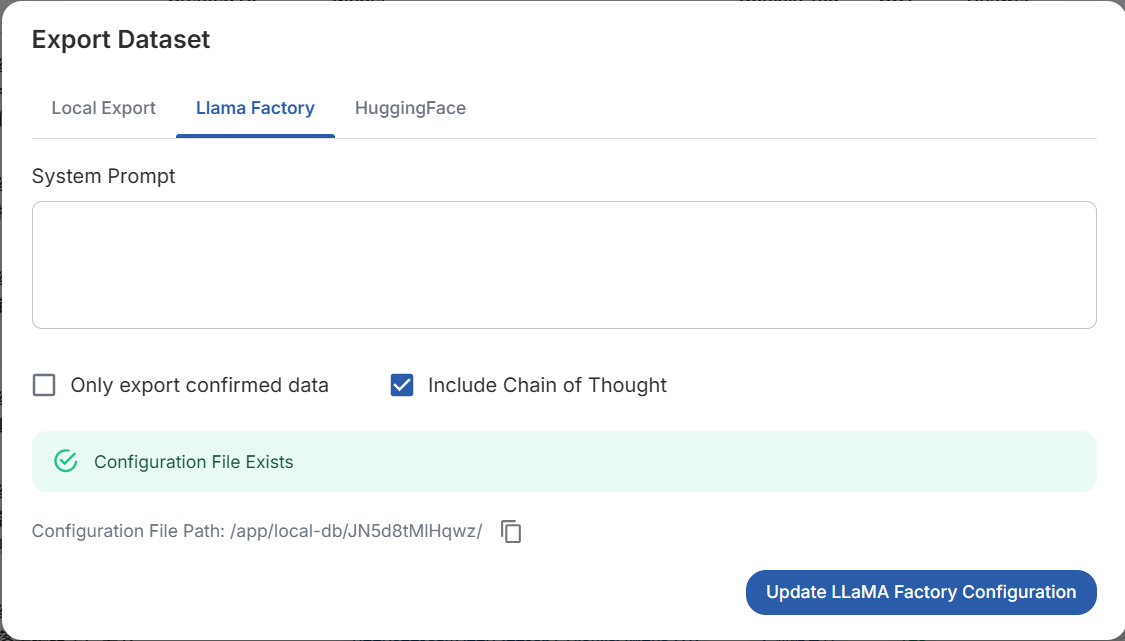 Export Dataset
Local Export Llama Factory HuggingFace
System Prompt
Only export confirmed data Include Chain of Thought
Configuration File Exists
Configuration File Path: /app/local-db/JN5d8tMlHqwz/
Update LLaMA Factory Configuration